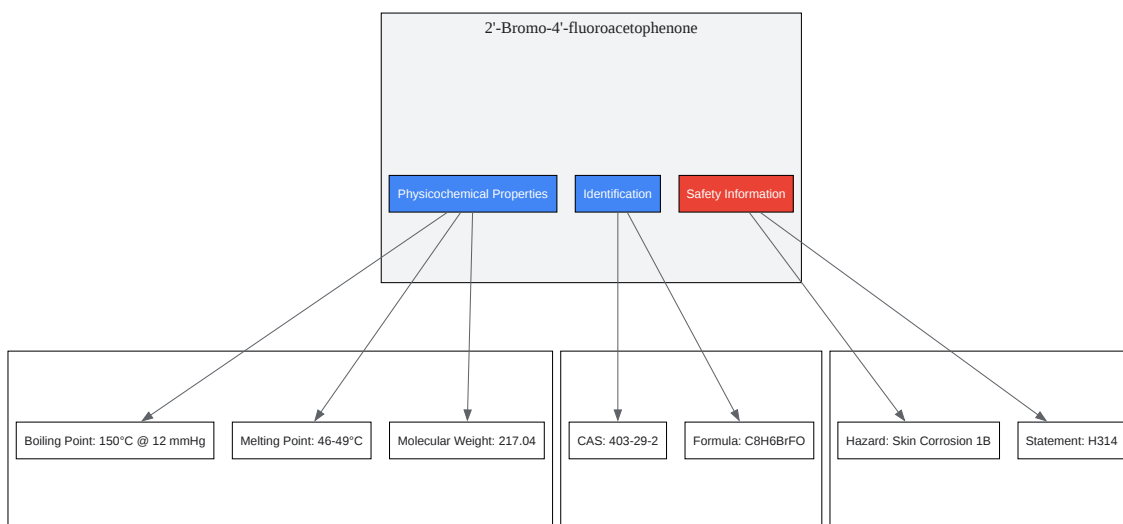 2'-Bromo-4'-fluoroacetophenone
Physicochemical Properties
Identification
Safety Information
Boiling Point: 150°C @ 12 mmHg
Melting Point: 46-49°C
Molecular Weight: 217.04
CAS: 403-29-2
Formula: C8H6BrFO
Hazard: Skin Corrosion 1B
Statement: H314